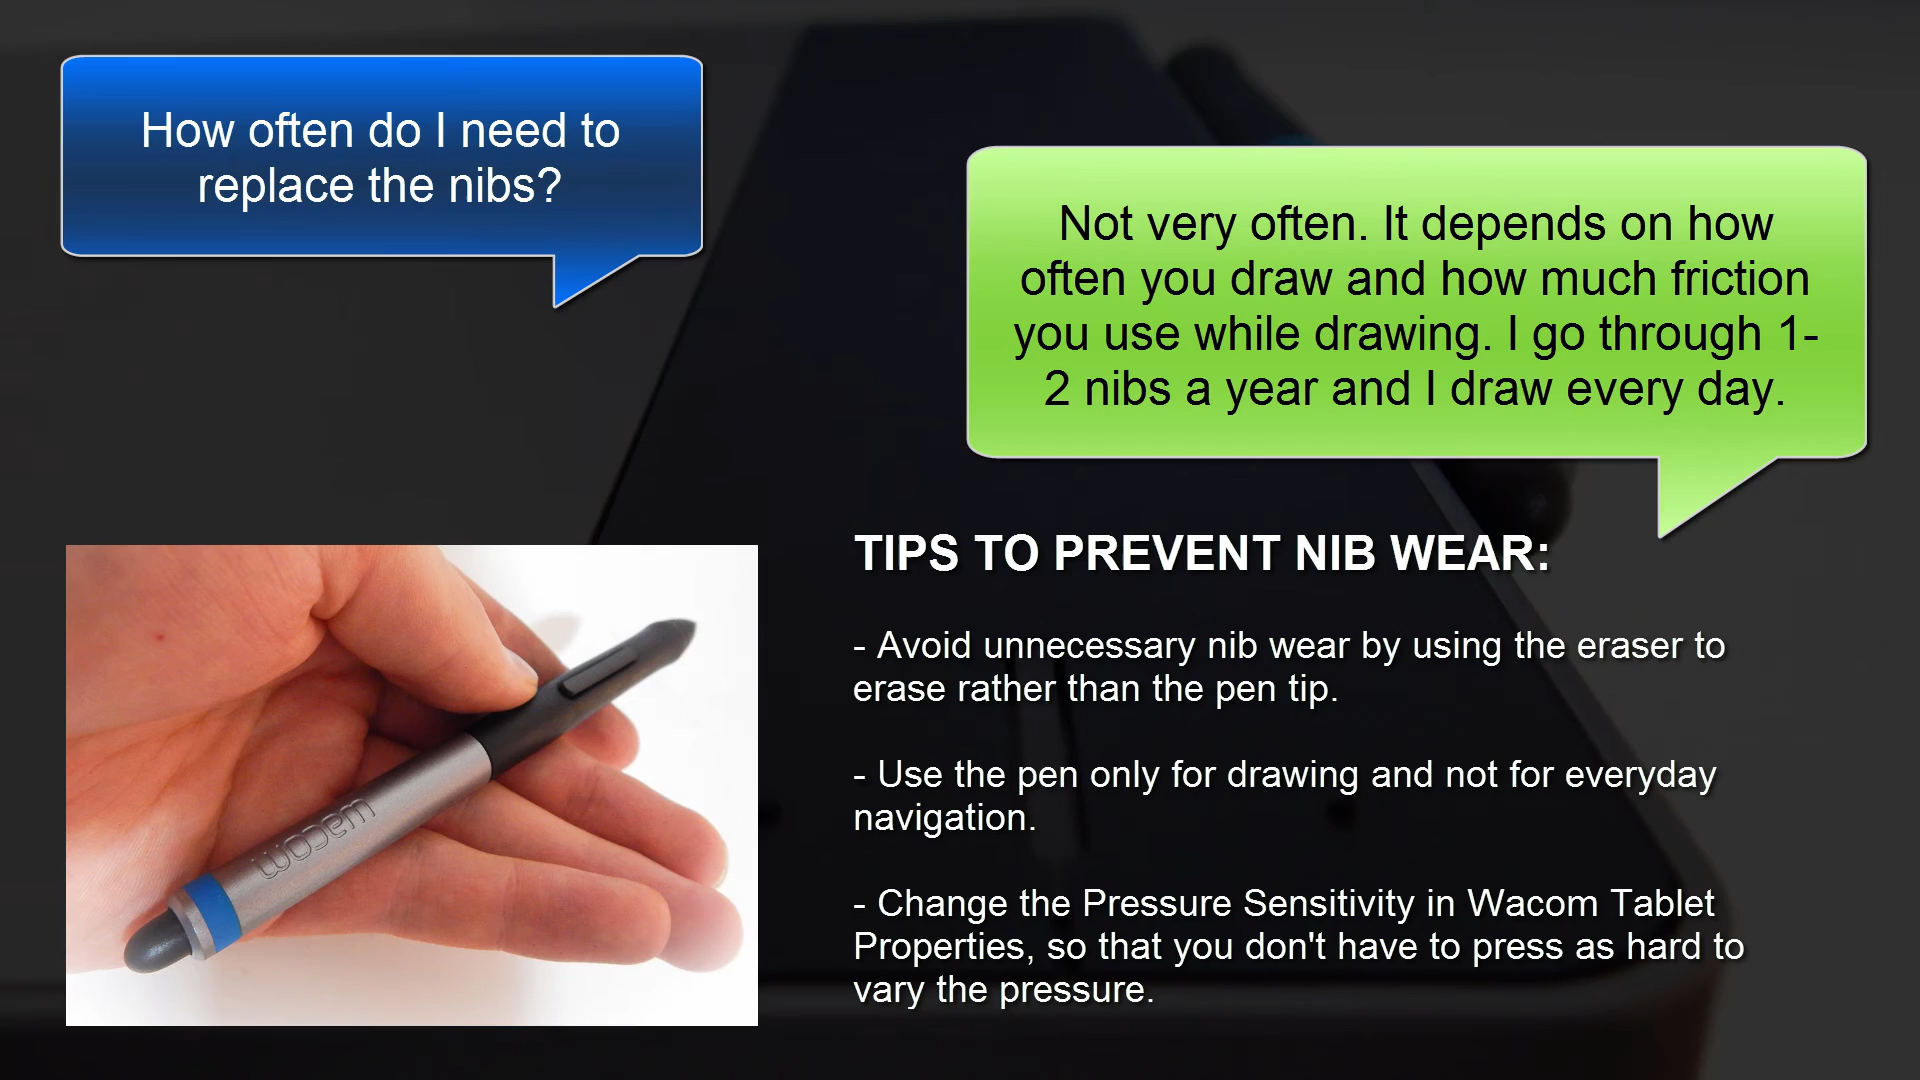 How often do I need to
replace the nibs?
Not very often. It depends on how
often you draw and how much friction
you use while drawing. I go through 1-
2 nibs a year and I draw every day.
TIPS TO PREVENT NIB WEAR:
- Avoid unnecessary nib wear by using the eraser to
erase rather than the pen tip.
- Use the pen only for drawing and not for everyday
navigation.
- Change the Pressure Sensitivity in Wacom Tablet
Properties, so that you don't have to press as hard to
vary the pressure.
wacom